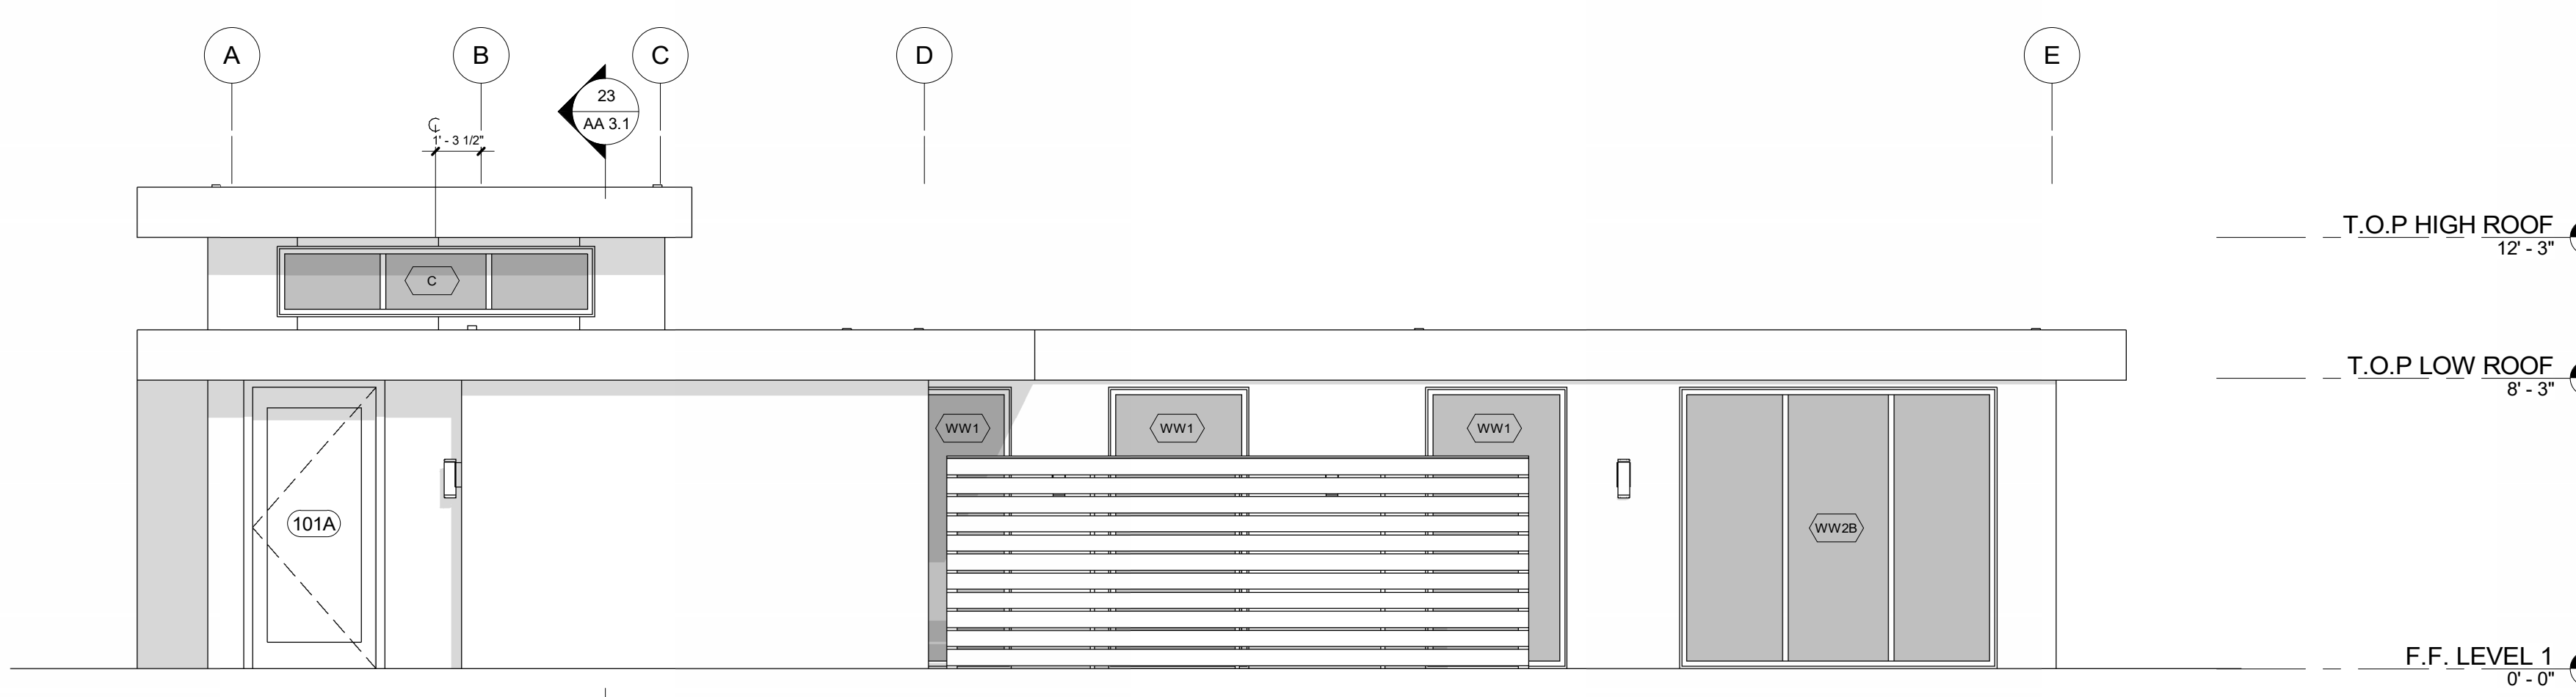 A
B
C
D
E
23
AA 3.1
℄
1' - 3 1/2"
T.O.P HIGH ROOF
12' - 3"
C
T.O.P LOW ROOF
8' - 3"
WW1
WW1
WW1
101A
WW2B
F.F. LEVEL 1
0' - 0"